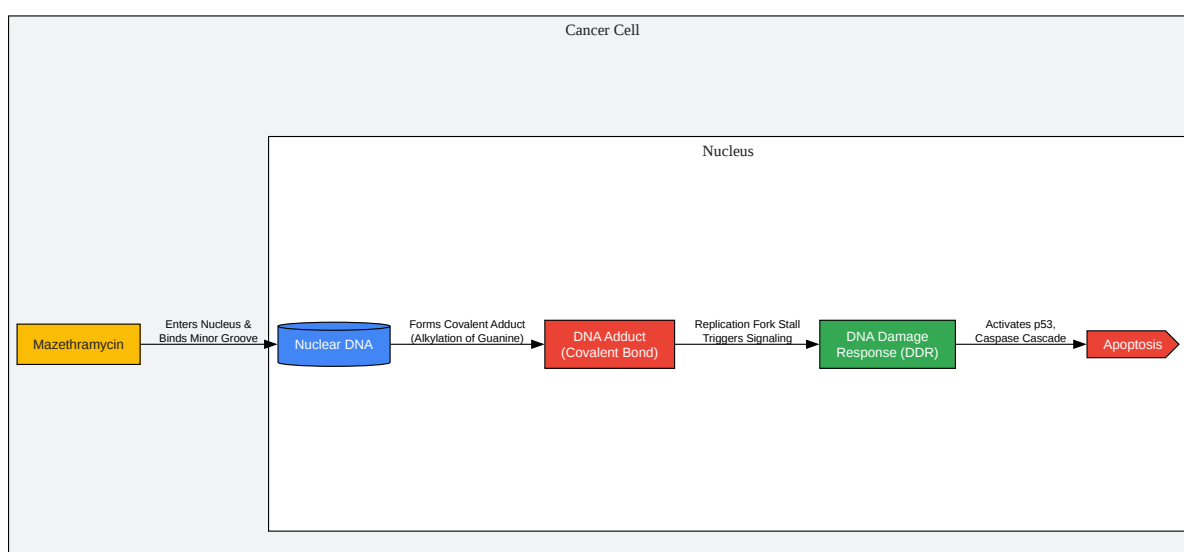 Cancer Cell
Nucleus
Mazethramycin
Enters Nucleus &
Binds Minor Groove
Nuclear DNA
Forms Covalent Adduct
(Alkylation of Guanine)
DNA Adduct
(Covalent Bond)
Replication Fork Stall
Triggers Signaling
DNA Damage
Response (DDR)
Activates p53,
Caspase Cascade
Apoptosis